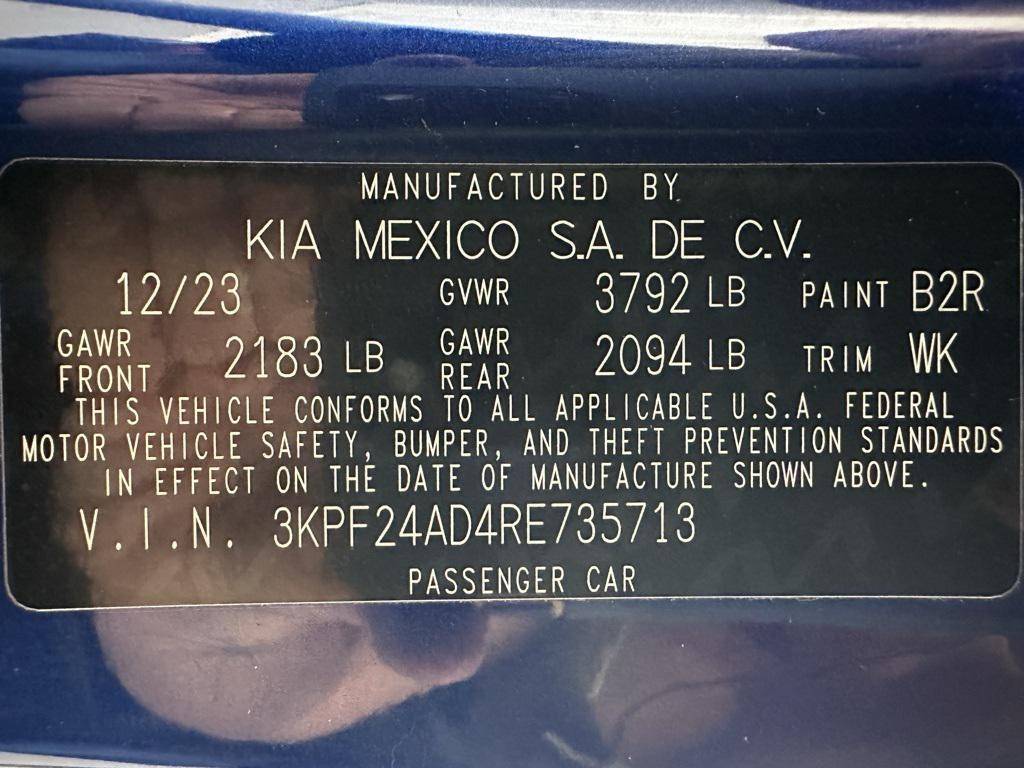 MANUFACTURED BY
KIA MEXICO S.A. DE C.V.
12/23 GVWR 3792 LB PAINT B2R
GAWR FRONT 2183 LB GAWR REAR 2094 LB TRIM WK
THIS VEHICLE CONFORMS TO ALL APPLICABLE U.S.A. FEDERAL
MOTOR VEHICLE SAFETY, BUMPER, AND THEFT PREVENTION STANDARDS
IN EFFECT ON THE DATE OF MANUFACTURE SHOWN ABOVE.
V.I.N. 3KPF24AD4RE735713
PASSENGER CAR